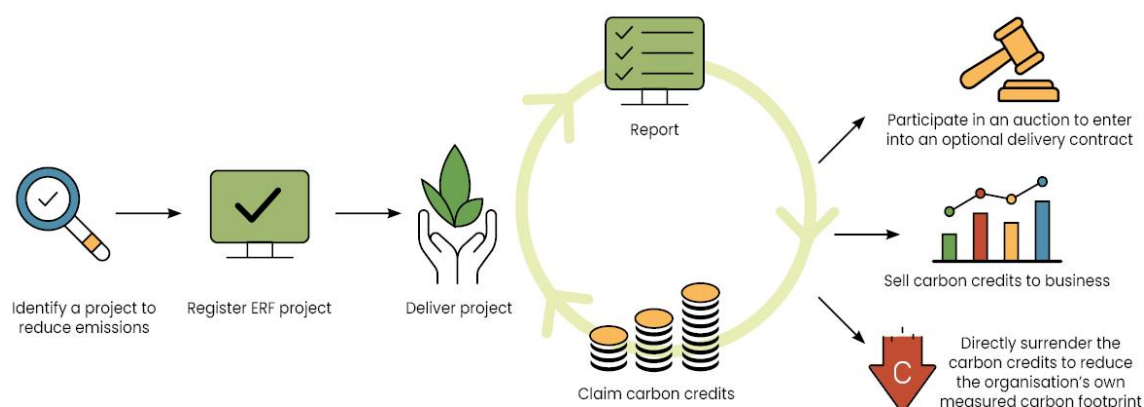 Identify a project to
reduce emissions
Register ERF project
Deliver project
Report
Claim carbon credits
Participate in an auction to enter
into an optional delivery contract
Sell carbon credits to business
C
Directly surrender the
carbon credits to reduce
the organisation's own
measured carbon footprint